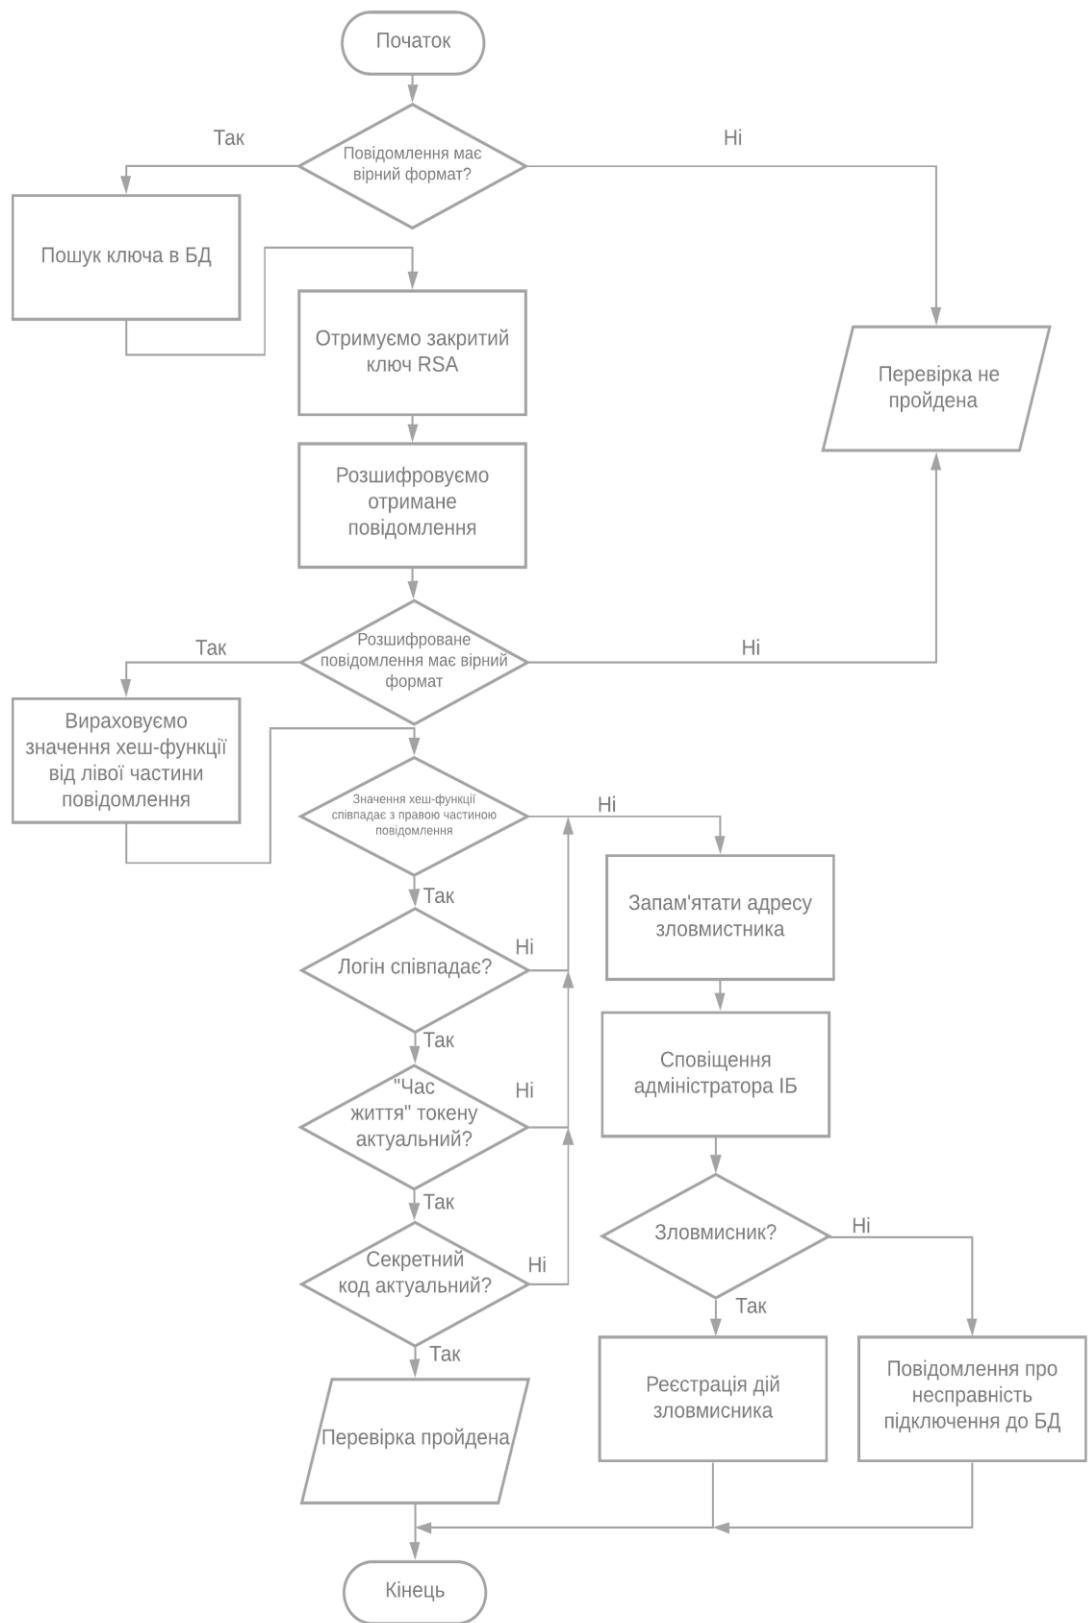 Початок
Так
Ні
Повідомлення має
вірний формат?
Пошук ключа в БД
Отримуємо закритий
ключ RSA
Перевірка не
пройдена
Розшифровуємо
отримане
повідомлення
Так
Ні
Розшифроване
повідомлення має вірний
формат
Вираховуємо
значення хеш-функції
від лівої частини
повідомлення
Значення хеш-функції
співпадає з правою частиною
повідомлення
Ні
Так
Запам'ятати адресу
зловмистника
Логін співпадає?
Ні
Так
Сповіщення
адміністратора ІБ
"Час
життя" токену
актуальний?
Ні
Так
Зловмисник?
Ні
Так
Секретний
код актуальний?
Ні
Так
Реєстрація дій
зловмисника
Повідомлення про
несправність
підключення до БД
Перевірка пройдена
Кінець